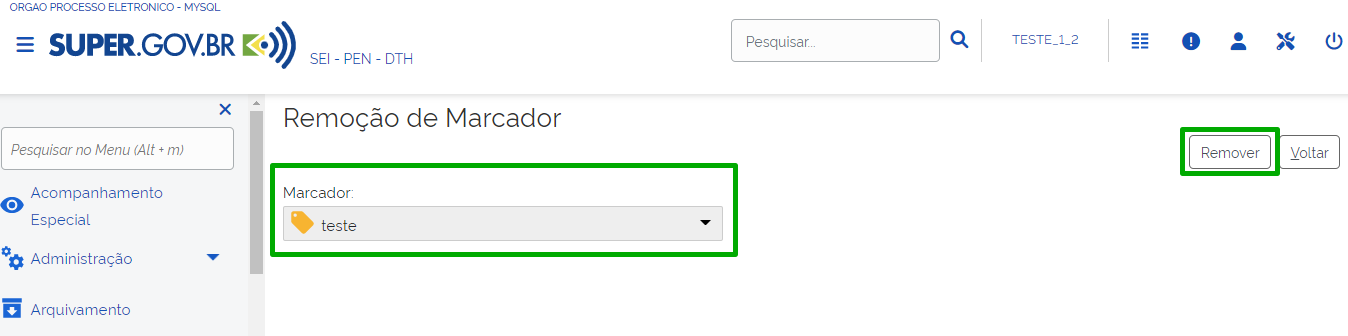 ORGAO PROCESSO ELETRONICO - MYSQL
SUPER.GOV.BR
SEI - PEN - DTH
Pesquisar...
TESTE_1_2
Pesquisar no Menu (Alt + m)
Acompanhamento
Especial
Administração
Arquivamento
Remoção de Marcador
Remover
Voltar
Marcador:
teste